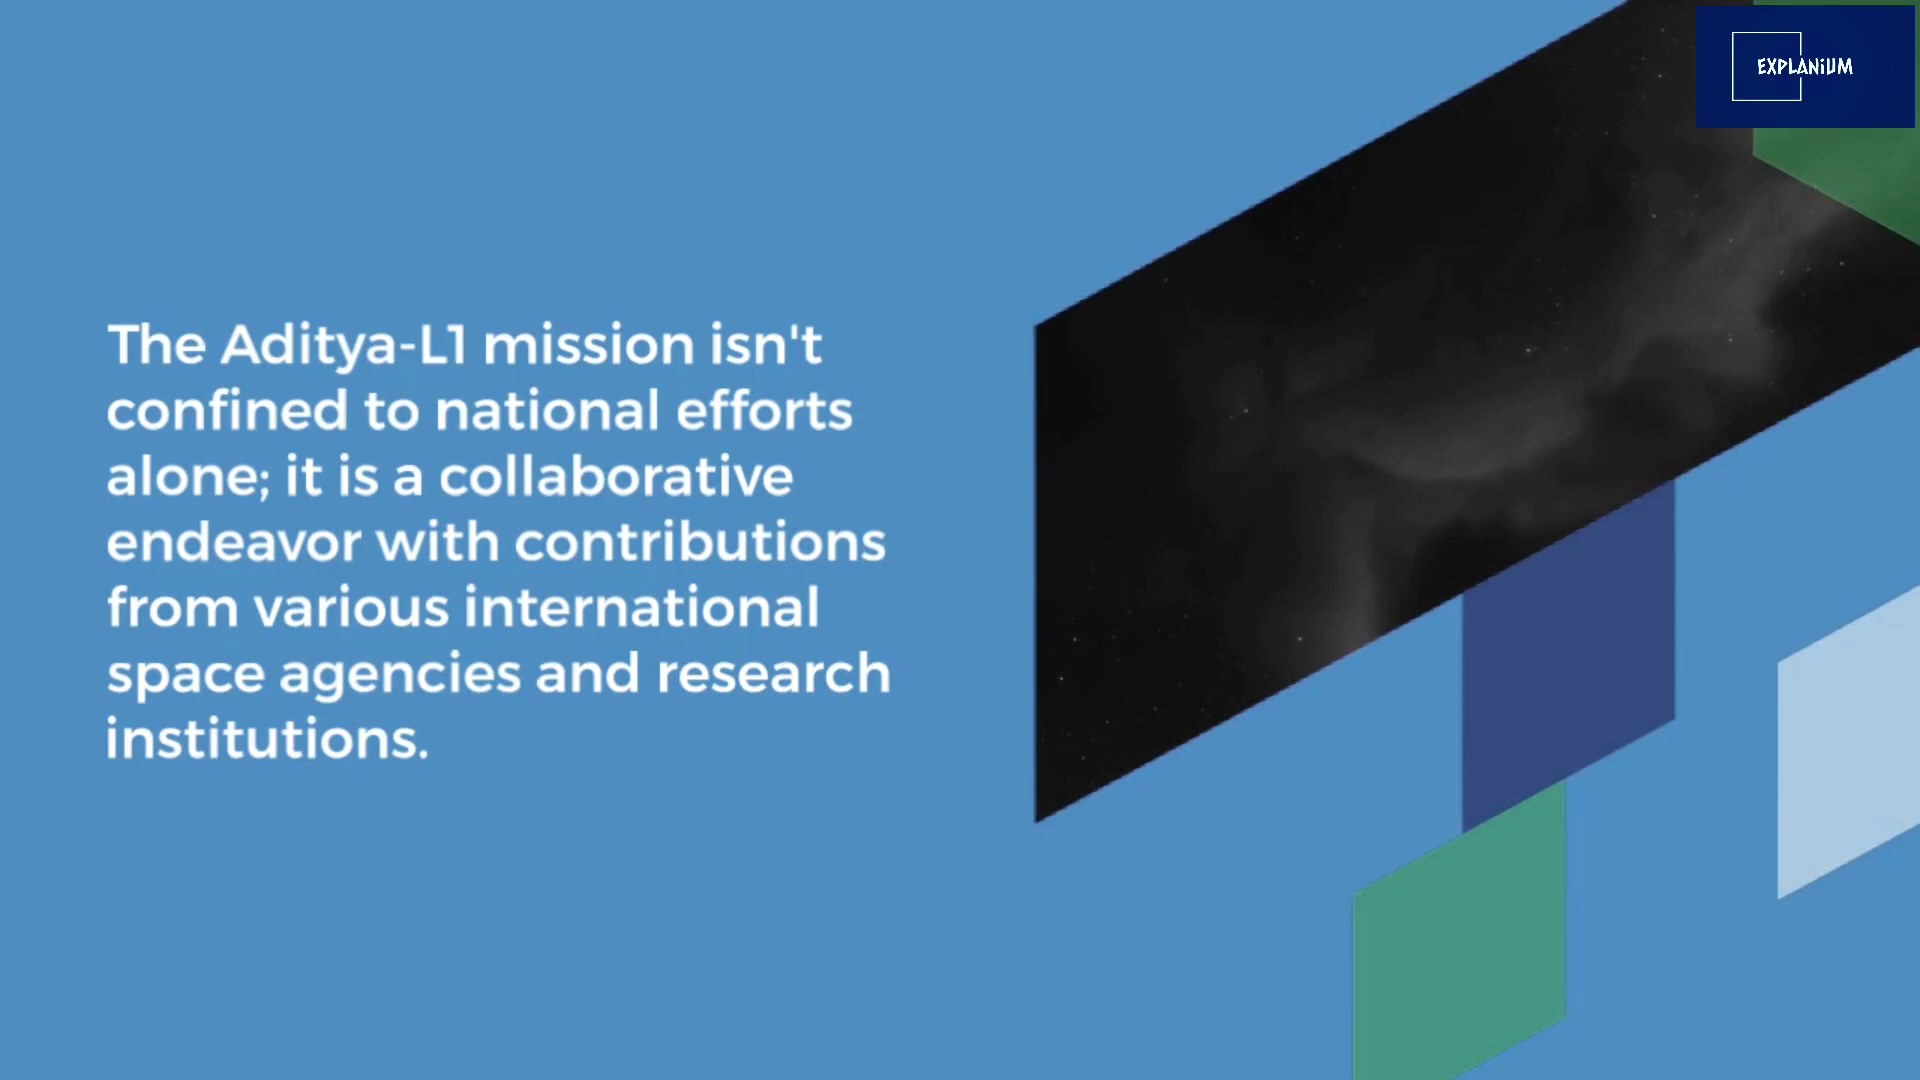 EXPLANiUM
The Aditya-L1 mission isn't
confined to national efforts
alone; it is a collaborative
endeavor with contributions
from various international
space agencies and research
institutions.